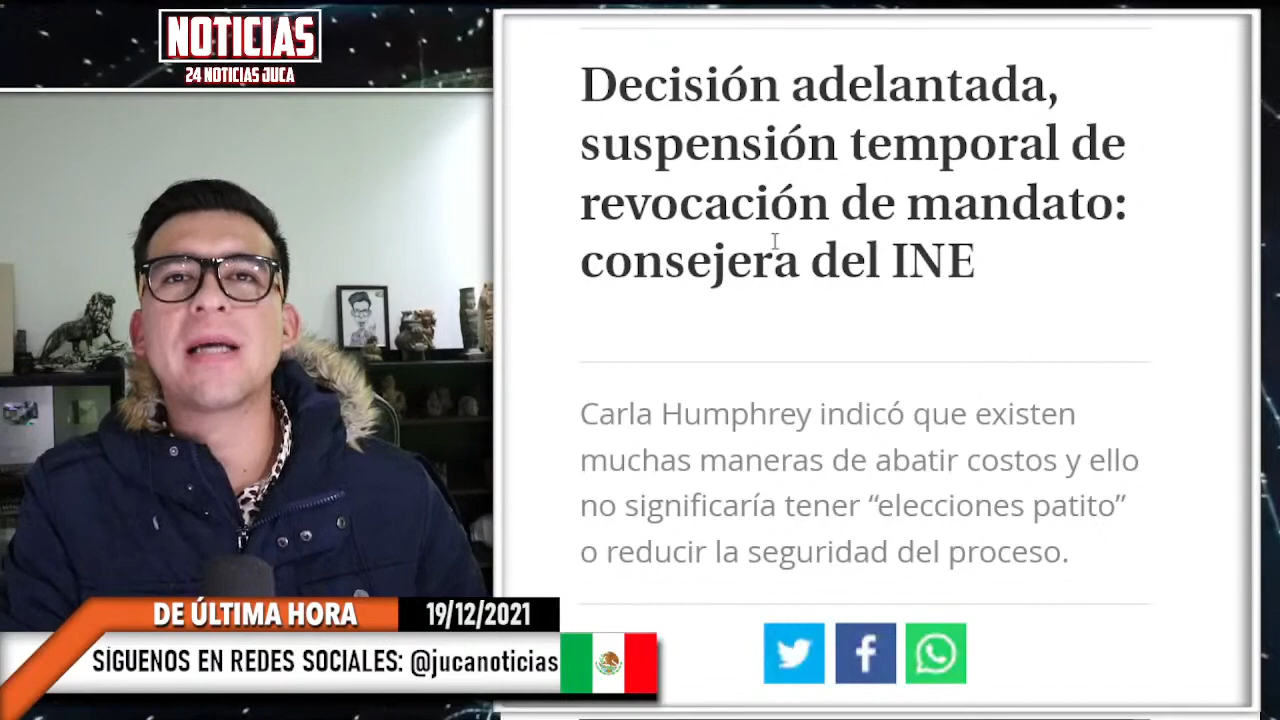 NOTICIAS
24 NOTICIAS JUCA
Decisión adelantada,
suspensión temporal de
revocación de mandato:
consejera del INE
Carla Humphrey indicó que existen
muchas maneras de abatir costos y ello
no significaría tener “elecciones patito”
o reducir la seguridad del proceso.
DE ÚLTIMA HORA
19/12/2021
SÍGUENOS EN REDES SOCIALES: @jucanoticias